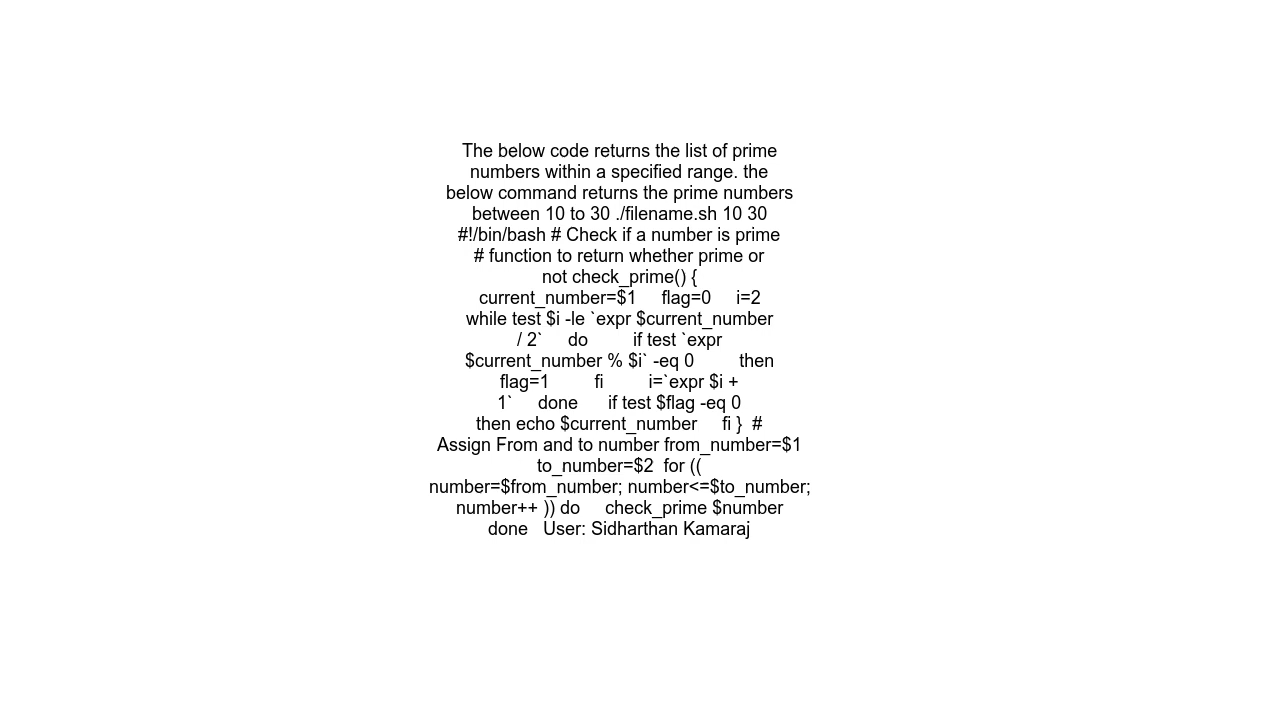 The below code returns the list of prime
numbers within a specified range. the
below command returns the prime numbers
between 10 to 30 ./filename.sh 10 30
#!/bin/bash # Check if a number is prime
# function to return whether prime or
not check_prime() {
current_number=$1     flag=0     i=2
while test $i -le `expr $current_number
/ 2`     do         if test `expr
$current_number % $i` -eq 0         then
flag=1         fi         i=`expr $i +
1`     done      if test $flag -eq 0
then echo $current_number     fi }  #
Assign From and to number from_number=$1
to_number=$2  for ((
number=$from_number; number<=$to_number;
number++ )) do     check_prime $number
done   User: Sidharthan Kamaraj